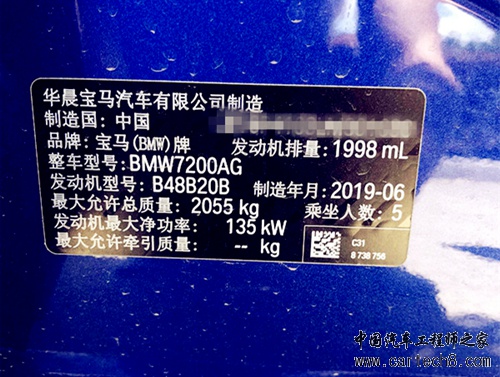 华晨宝马汽车有限公司制造
制造国: 中国
品牌: 宝马(BMW)牌 发动机排量: 1998 mL
整车型号: BMW7200AG
发动机型号: B48B20B 制造年月: 2019-06
最大允许总质量: 2055 kg 乘坐人数: 5
发动机最大净功率: 135 kW
最大允许牵引质量: -- kg
C31
8 738 756
中国汽车工程师之家
www.cartech8.com